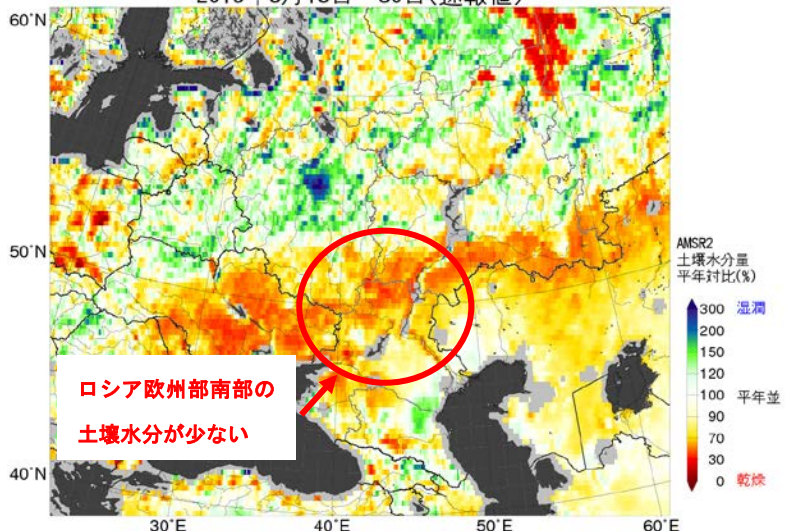 60˚N
50˚N
ロシア欧州部南部の
土壌水分が少ない
40˚N
30˚E
40˚E
50˚E
60˚E
AMSR2
土壌水分量
平年対比(%)
300 湿潤
200
150
120
100 平年並
90
70
30
0 乾燥